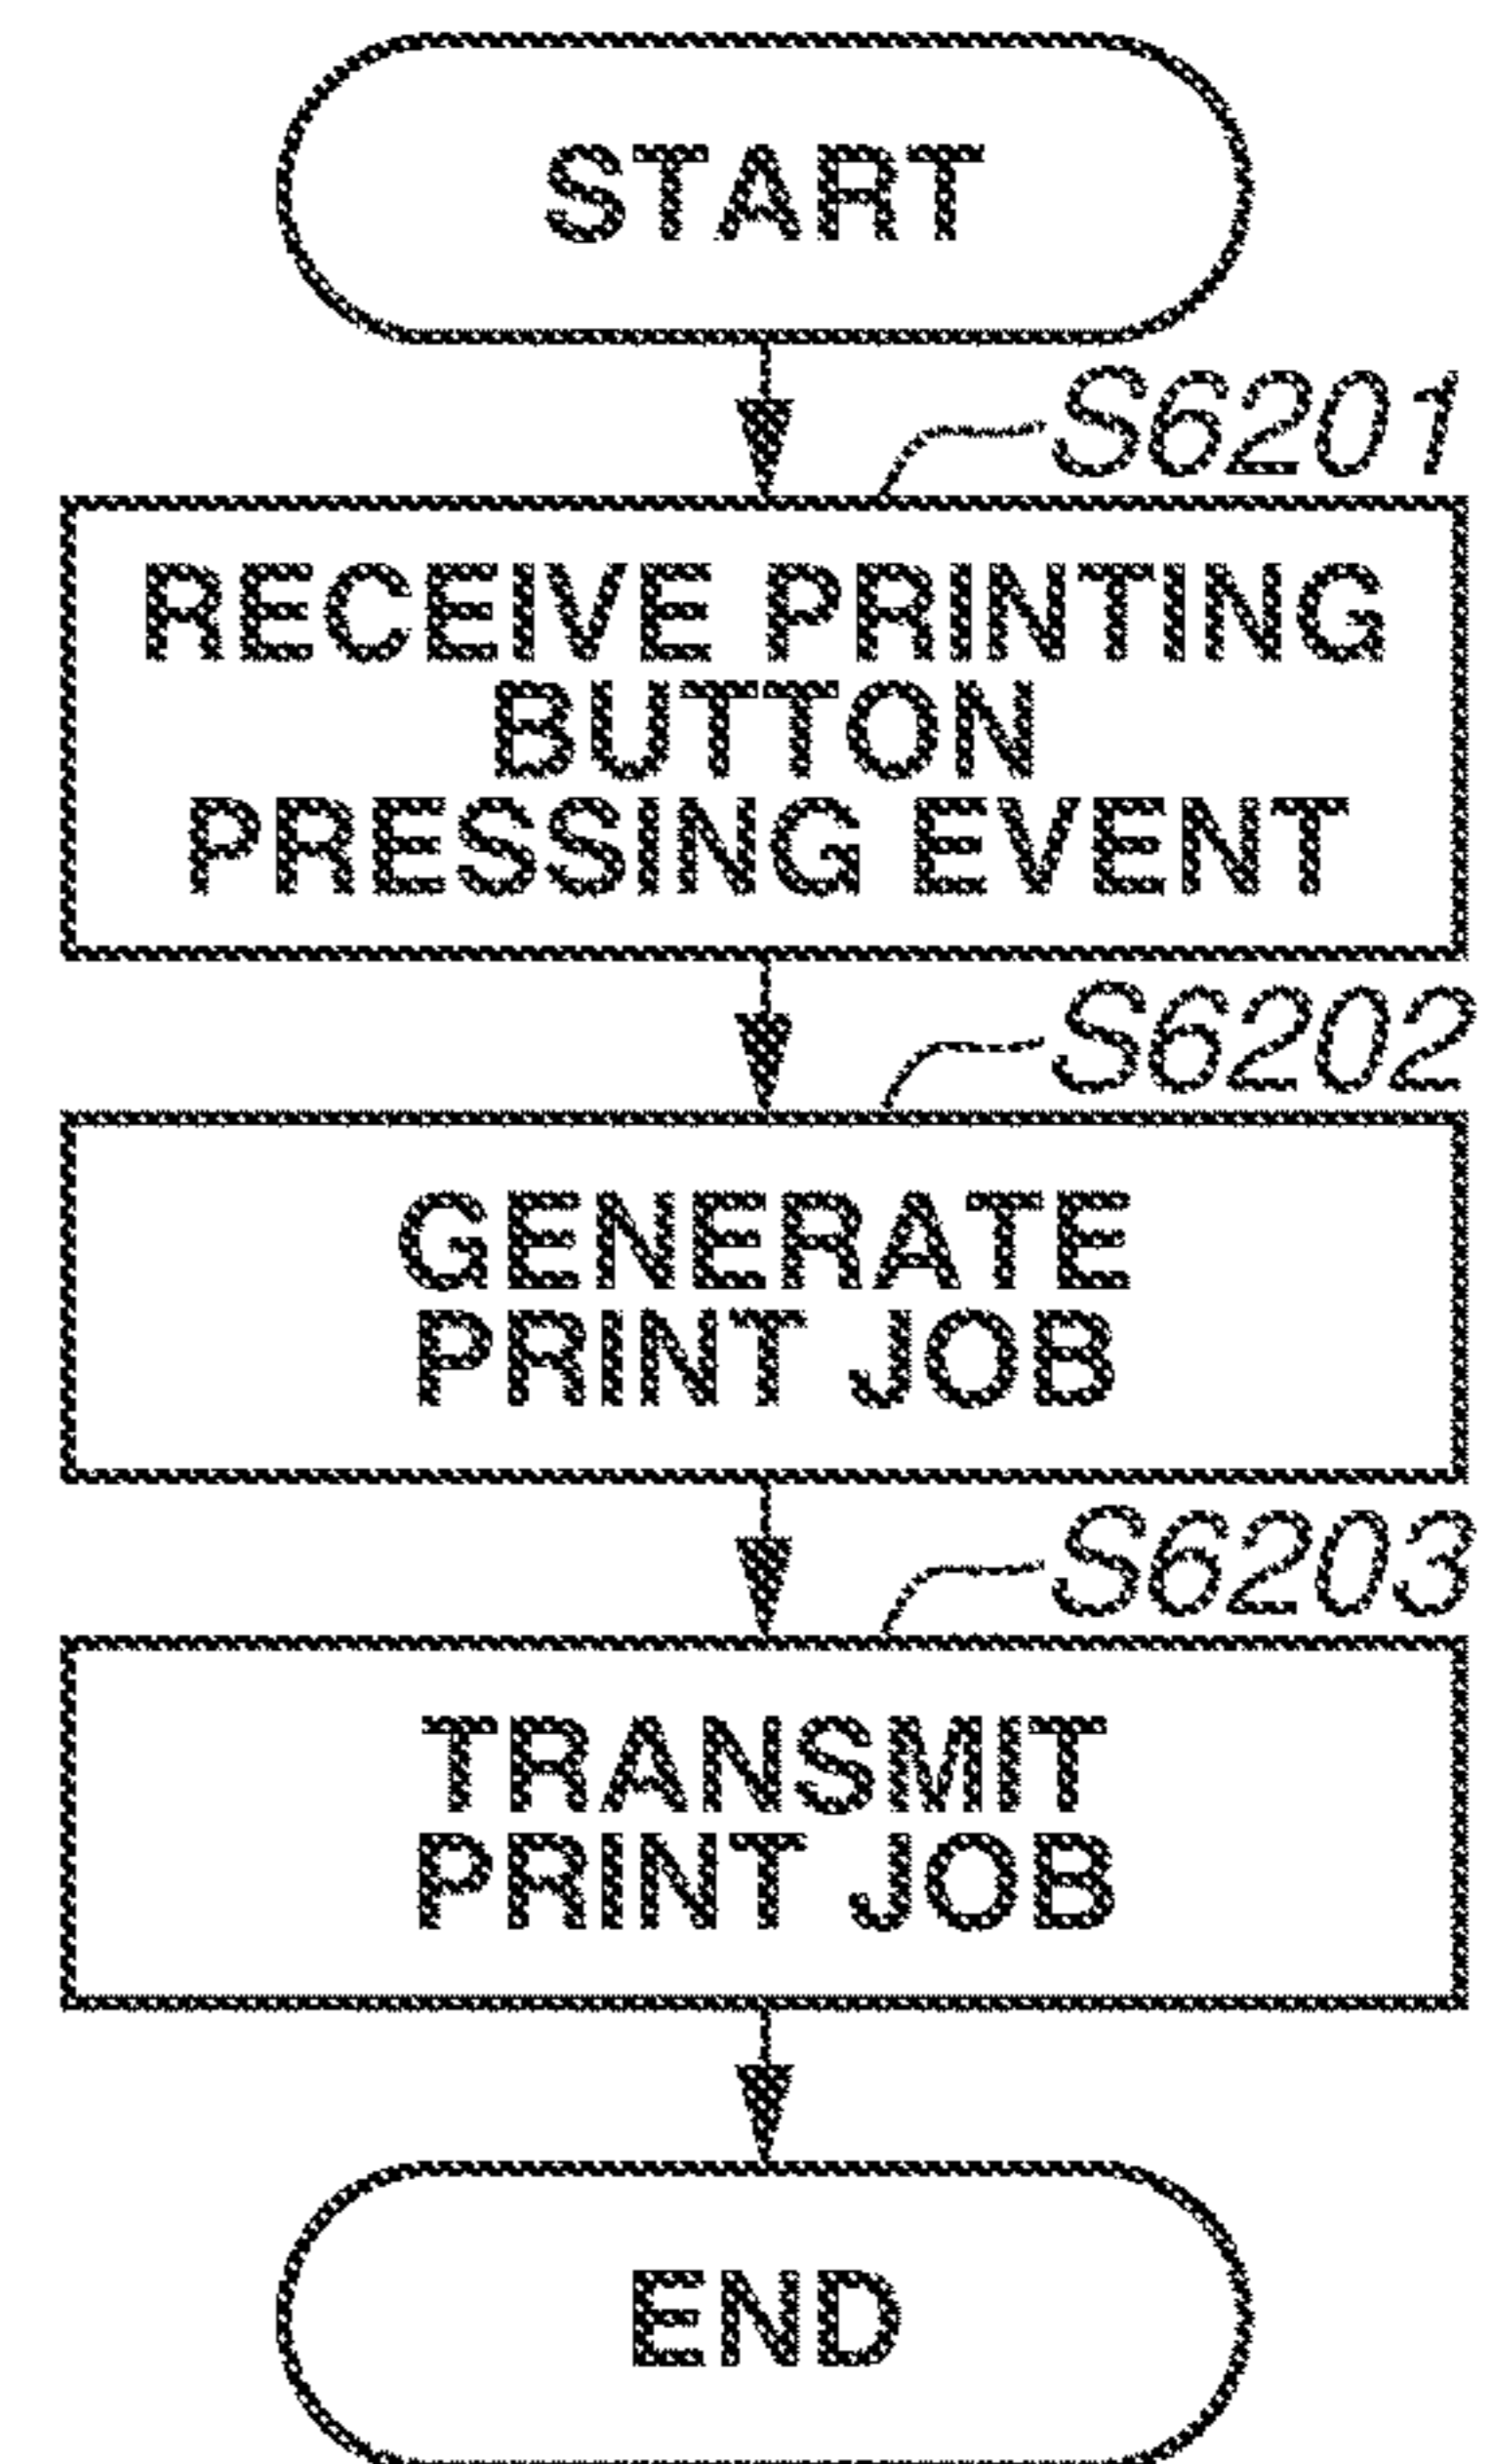 START
S6201
RECEIVE PRINTING
BUTTON
PRESSING EVENT
S6202
GENERATE
PRINT JOB
S6203
TRANSMIT
PRINT JOB
END